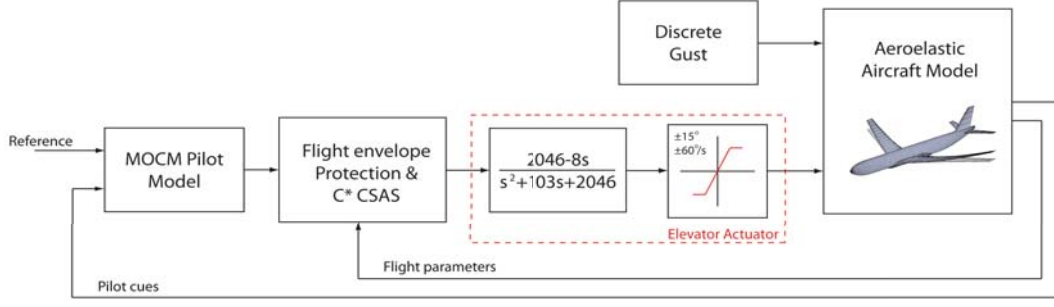 Discrete
Gust
Aeroelastic
Aircraft Model
Reference
MOCM Pilot
Model
Flight envelope
Protection &
C* CSAS
2046-8s
s²+103s+2046
±15°
±60°/s
Elevator Actuator
Flight parameters
Pilot cues